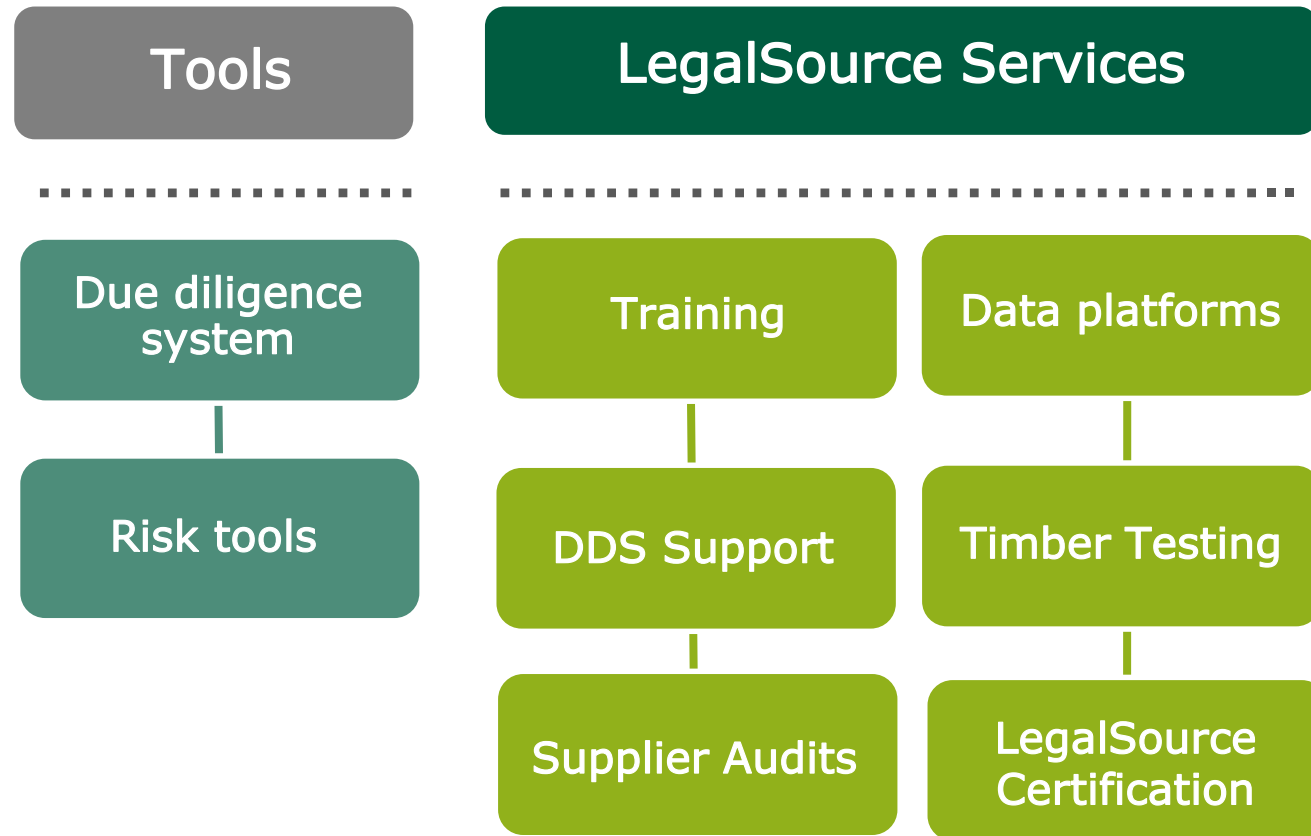 Tools
LegalSource Services
Due diligence
system
Training
Data platforms
Risk tools
DDS Support
Timber Testing
Supplier Audits
LegalSource
Certification